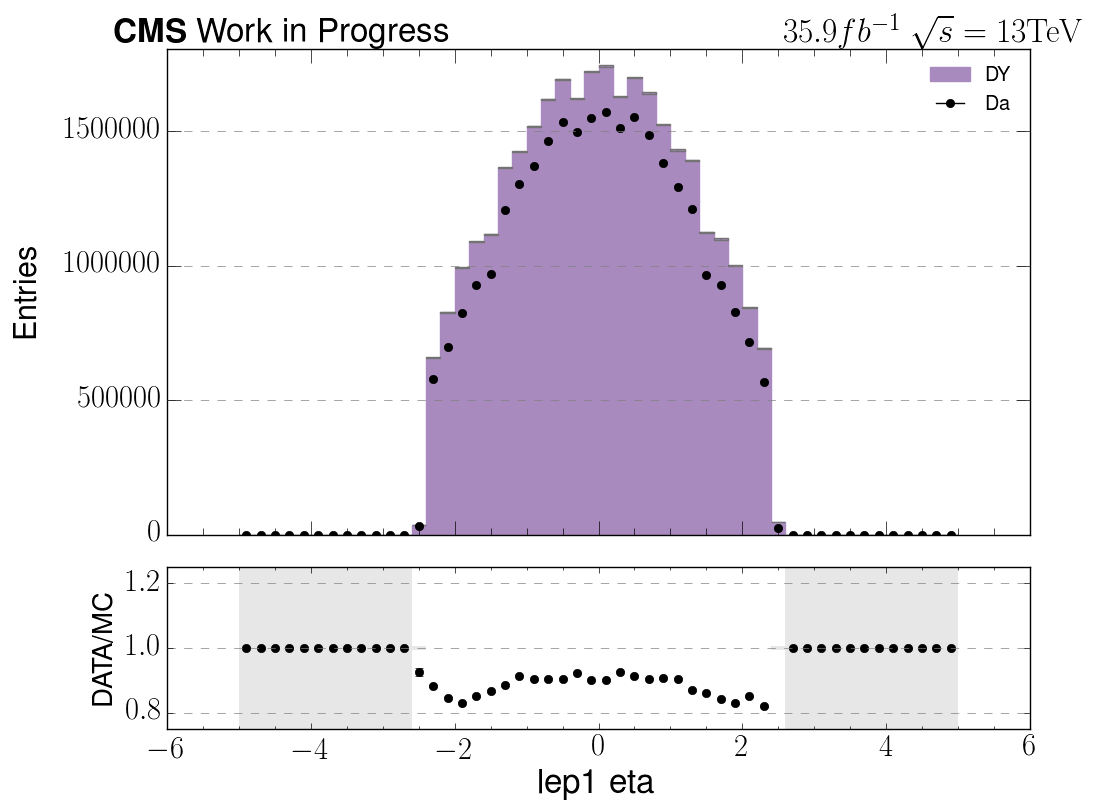 CMS Work in Progress 35.9fb⁻¹ √s = 13TeV
DY
Da
1500000
1000000
500000
0
Entries
1.2
1.0
0.8
DATA/MC
−6 −4 −2 0 2 4 6
lep1 eta